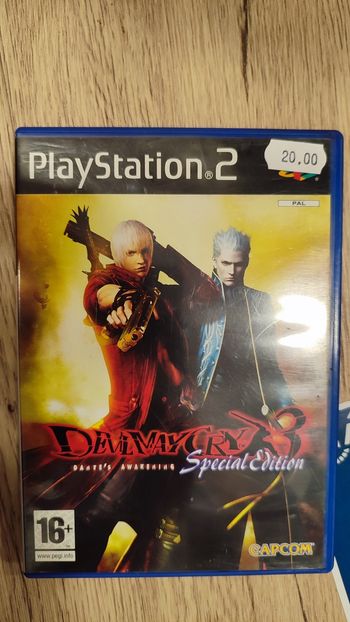 PlayStation®2
20.00
PAL
DEVIL MAY CRY 3
DANTE'S AWAKENING
Special Edition
16+
www.pegi.info
CAPCOM